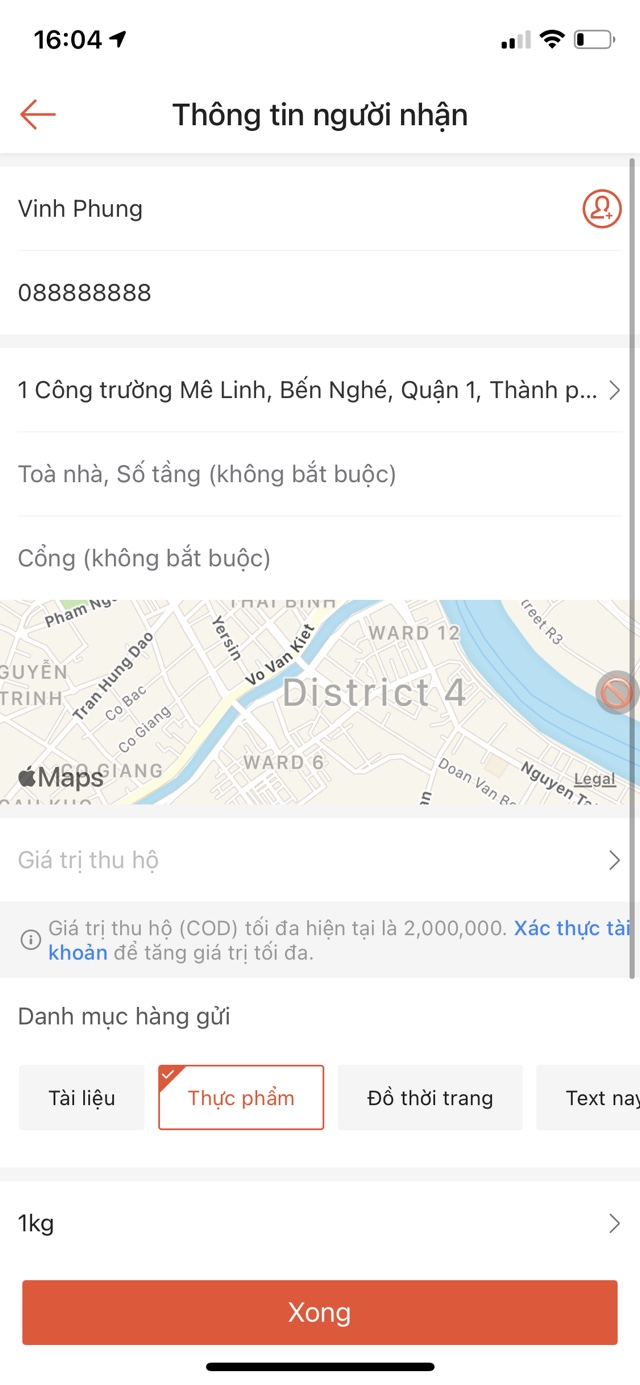 16:04
Thông tin người nhận
Vinh Phung
088888888
1 Công trường Mê Linh, Bến Nghé, Quận 1, Thành p...
Toà nhà, Số tầng (không bắt buộc)
Cổng (không bắt buộc)
Pham Ng
THAI BINH
Yersin
Vo Van Kiet
WARD 12
treet R3
GUYỄN
TRINH
Tran Hung Dao
Co Bac
Co Giang
District 4
CO GIANG
WARD 6
Maps
Doan Van B
Nguyen Ta
Legal
Giá trị thu hộ
Giá trị thu hộ (COD) tối đa hiện tại là 2,000,000. Xác thực tài
khoản để tăng giá trị tối đa.
Danh mục hàng gửi
Tài liệu
Thực phẩm
Đồ thời trang
Text nay
1kg
Xong